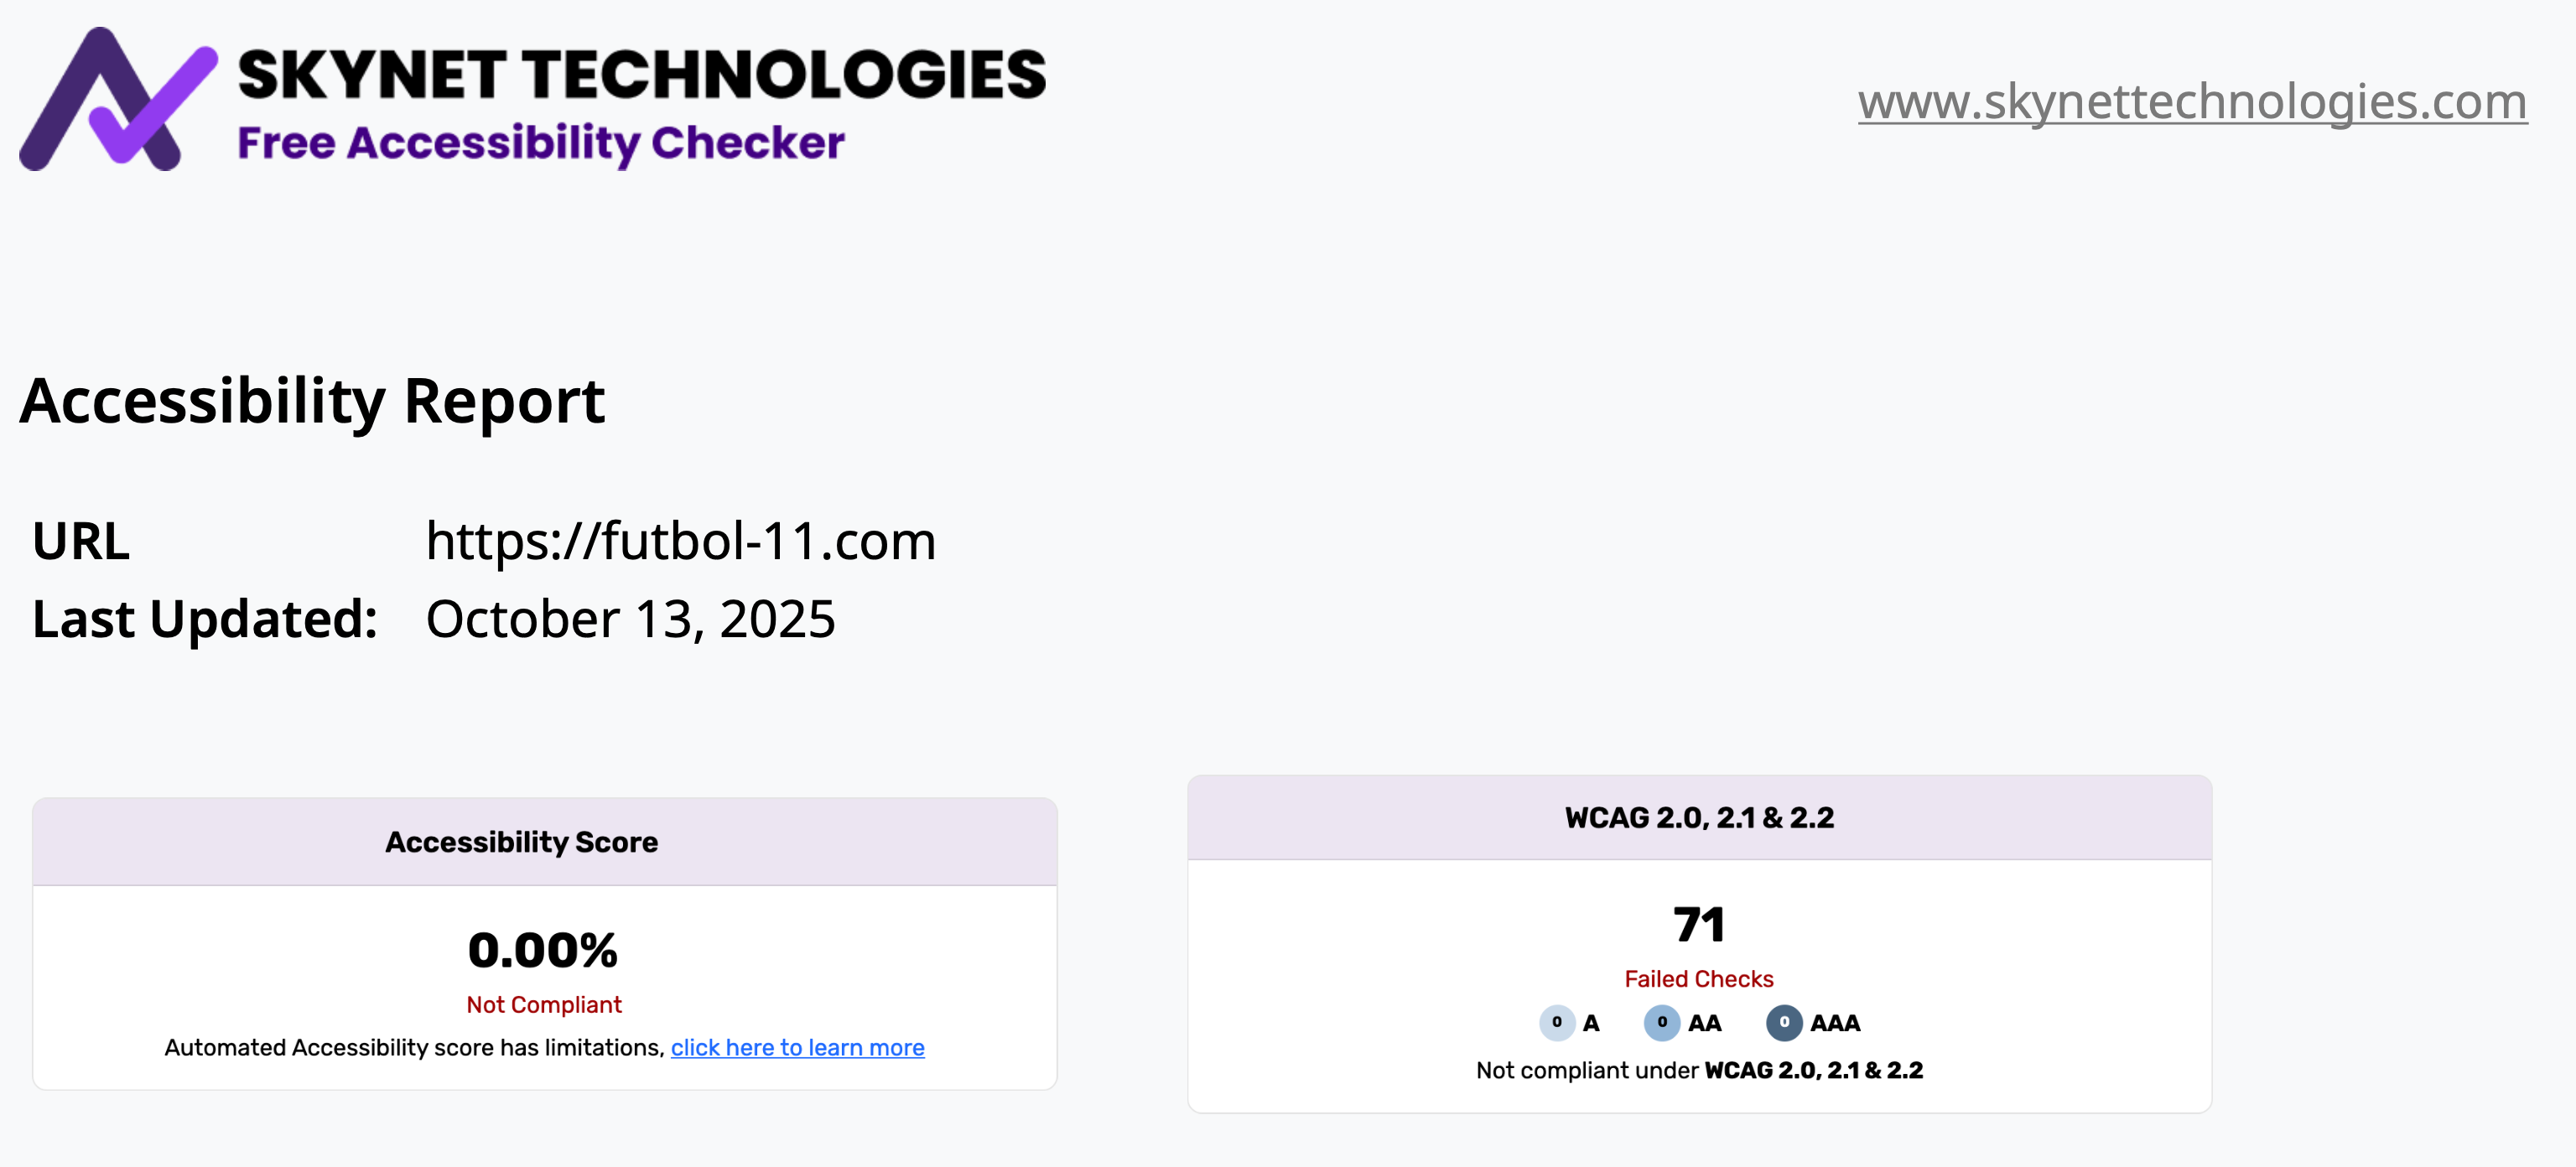 SKYNET TECHNOLOGIES
Free Accessibility Checker
www.skynettechnologies.com
Accessibility Report
URL https://futbol-11.com
Last Updated: October 13, 2025
Accessibility Score
0.00%
Not Compliant
Automated Accessibility score has limitations, click here to learn more
WCAG 2.0, 2.1 & 2.2
71
Failed Checks
0 A 0 AA 0 AAA
Not compliant under WCAG 2.0, 2.1 & 2.2